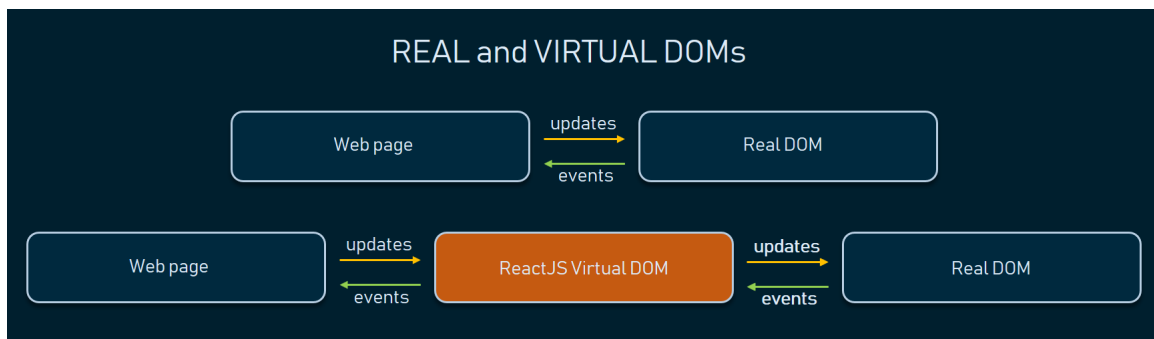 REAL and VIRTUAL DOMs
updates
Web page
Real DOM
events
updates
updates
Web page
ReactJS Virtual DOM
Real DOM
events
events